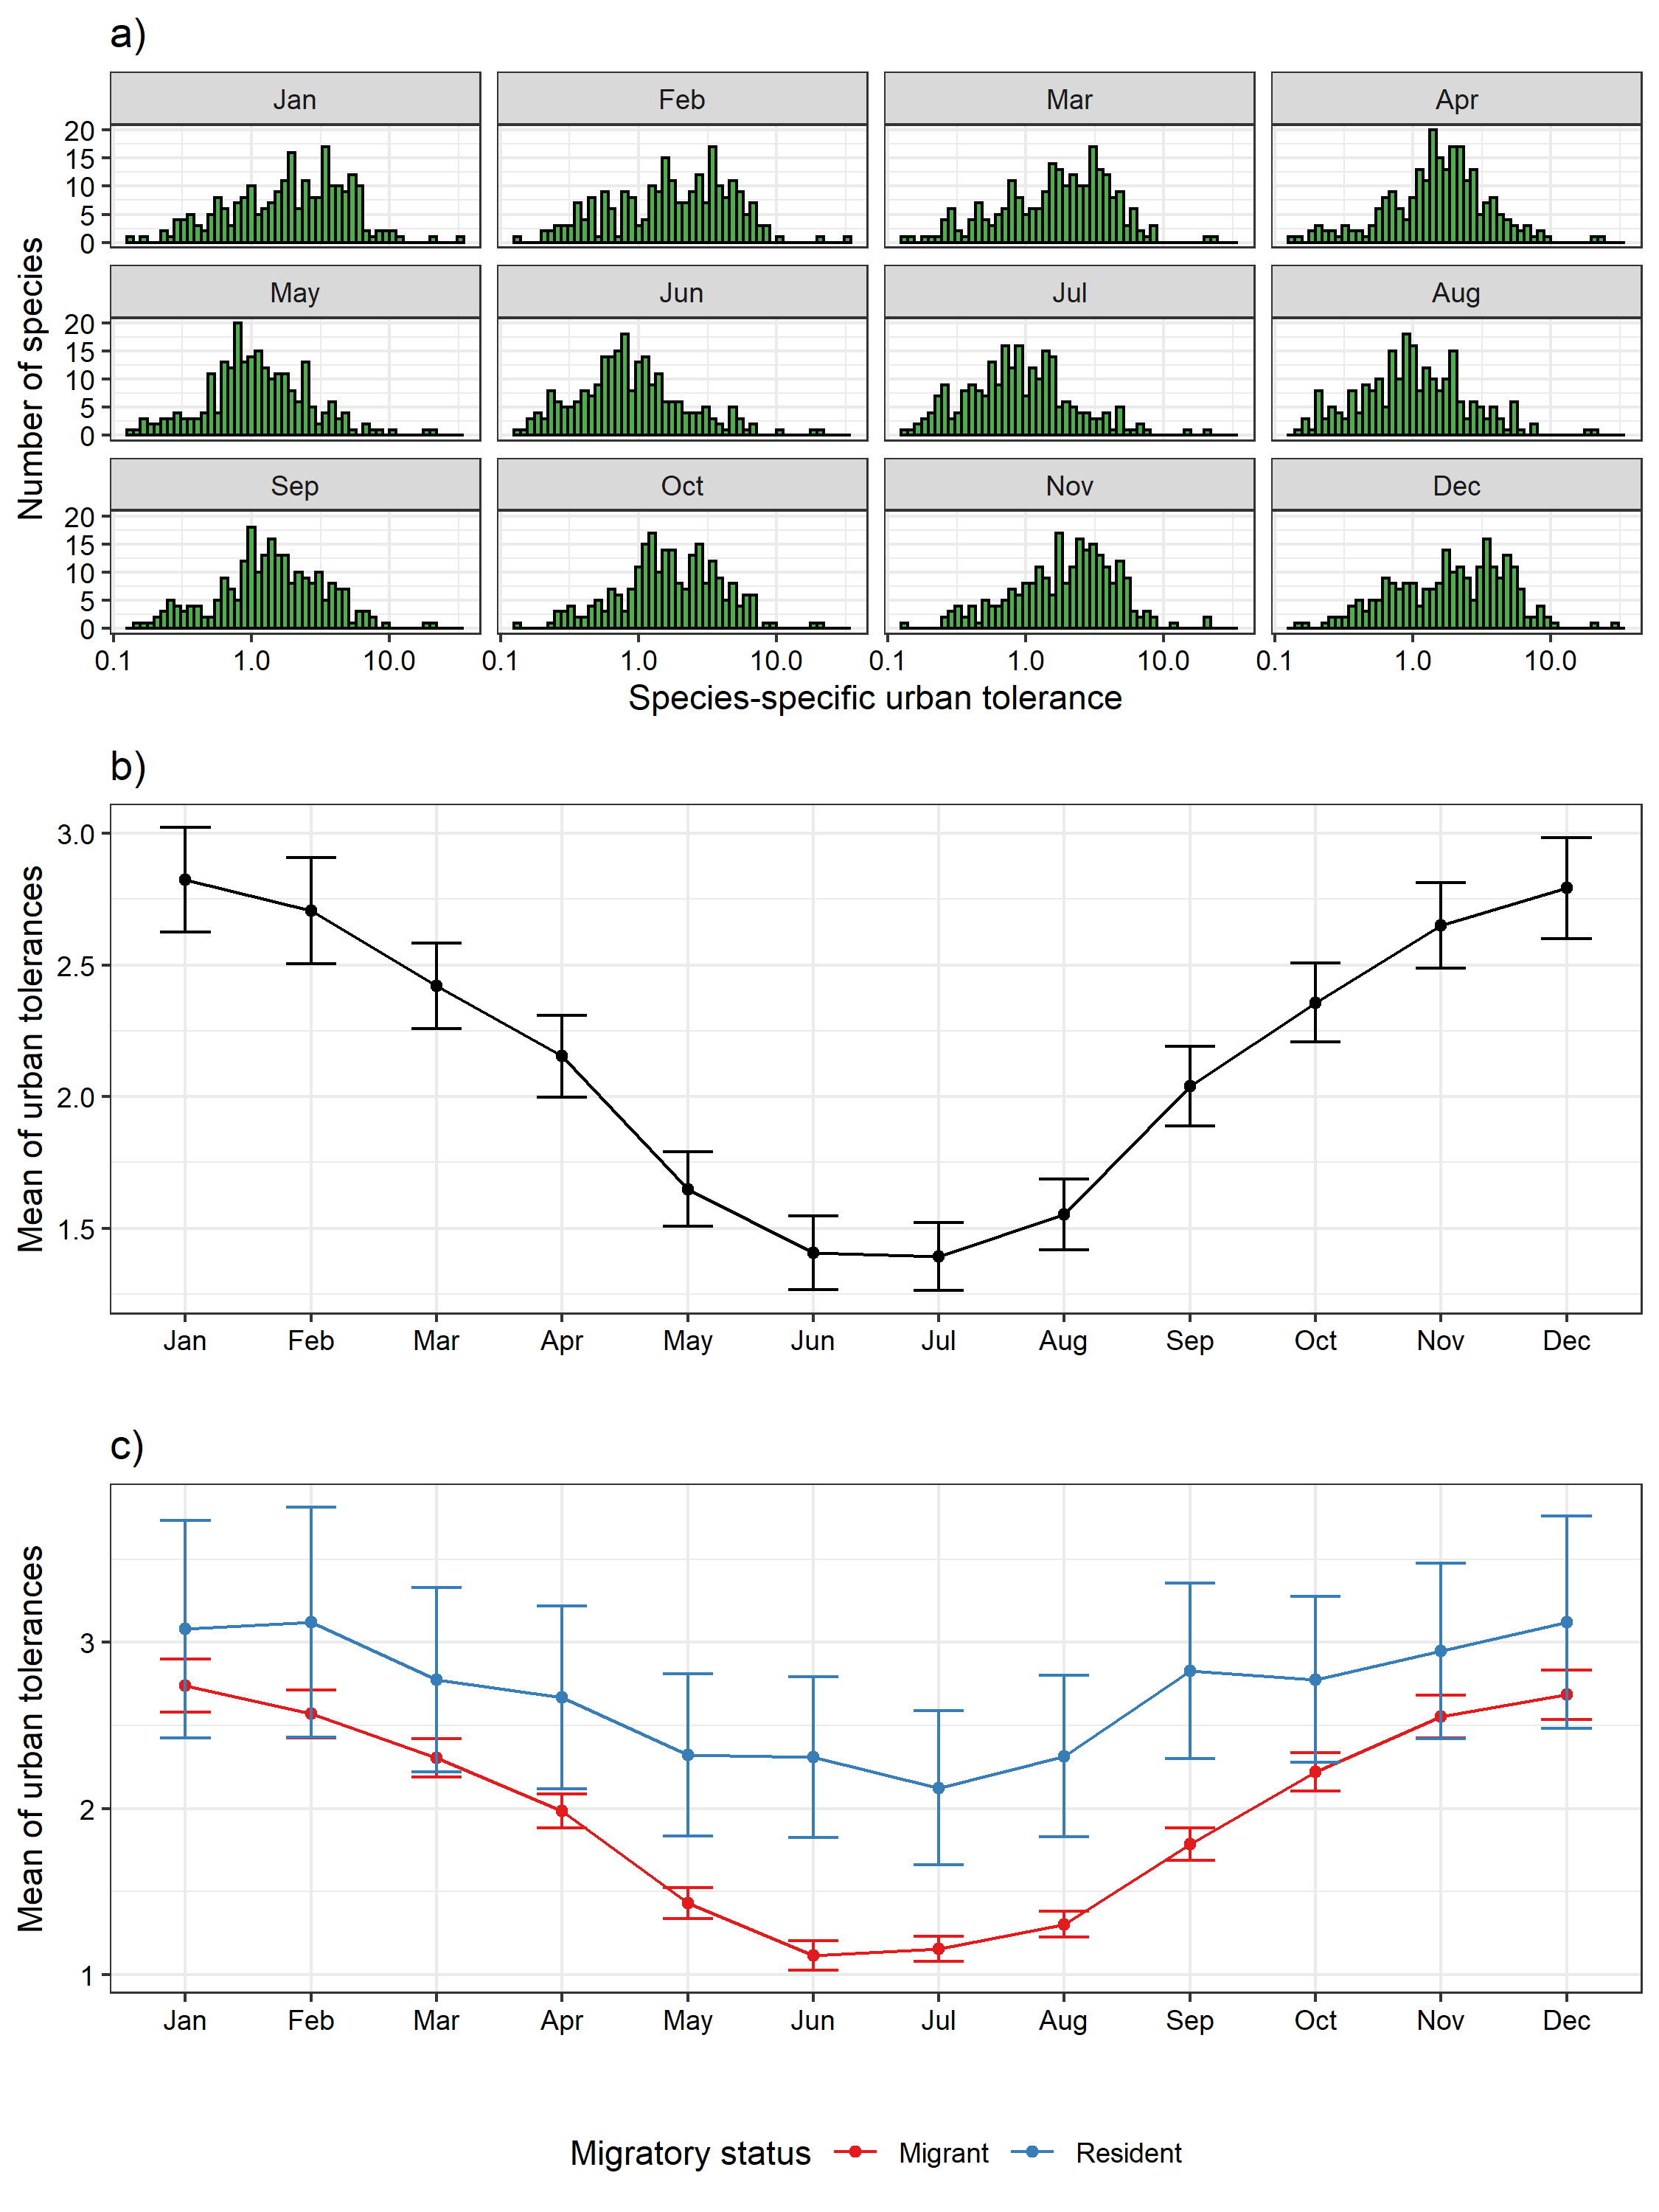 a)
Jan Feb Mar Apr
20
15
10
5
0
May Jun Jul Aug
20
15
10
5
0
Sep Oct Nov Dec
20
15
10
5
0
Number of species
0.1 1.0 10.0 0.1 1.0 10.0 0.1 1.0 10.0 0.1 1.0 10.0
Species-specific urban tolerance
b)
Mean of urban tolerances
3.0
2.5
2.0
1.5
Jan Feb Mar Apr May Jun Jul Aug Sep Oct Nov Dec
c)
Mean of urban tolerances
3
2
1
Jan Feb Mar Apr May Jun Jul Aug Sep Oct Nov Dec
Migratory status Migrant Resident